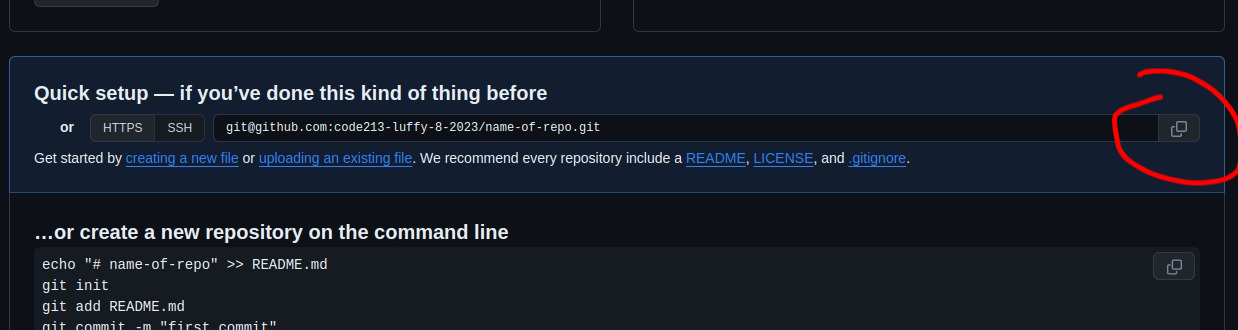 Quick setup — if you’ve done this kind of thing before
or HTTPS SSH git@github.com:code213-luffy-8-2023/name-of-repo.git
Get started by creating a new file or uploading an existing file. We recommend every repository include a README, LICENSE, and .gitignore.
…or create a new repository on the command line
echo "# name-of-repo" >> README.md
git init
git add README.md
git commit -m "first commit"